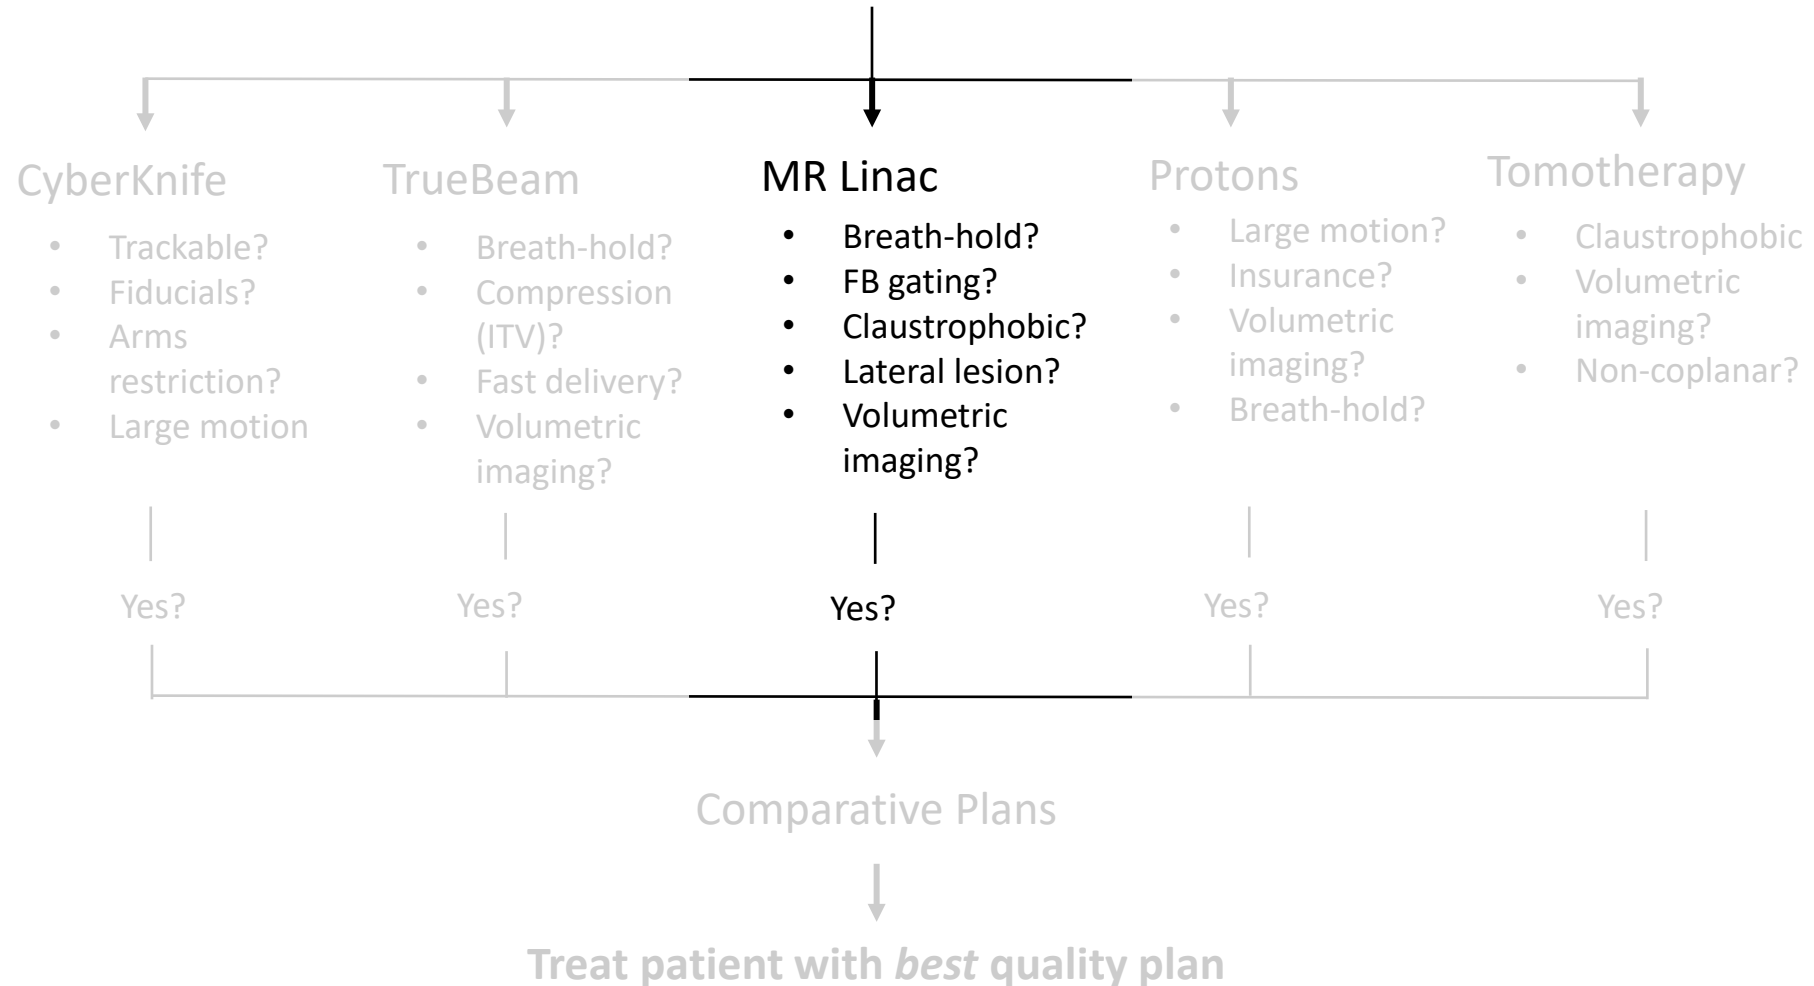 CyberKnife
• Trackable?
• Fiducials?
• Arms
restriction?
• Large motion
Yes?
TrueBeam
• Breath-hold?
• Compression
(ITV)?
• Fast delivery?
• Volumetric
imaging?
Yes?
MR Linac
• Breath-hold?
• FB gating?
• Claustrophobic?
• Lateral lesion?
• Volumetric
imaging?
Yes?
Protons
• Large motion?
• Insurance?
• Volumetric
imaging?
• Breath-hold?
Yes?
Tomotherapy
• Claustrophobic
• Volumetric
imaging?
• Non-coplanar?
Yes?
Comparative Plans
Treat patient with best quality plan